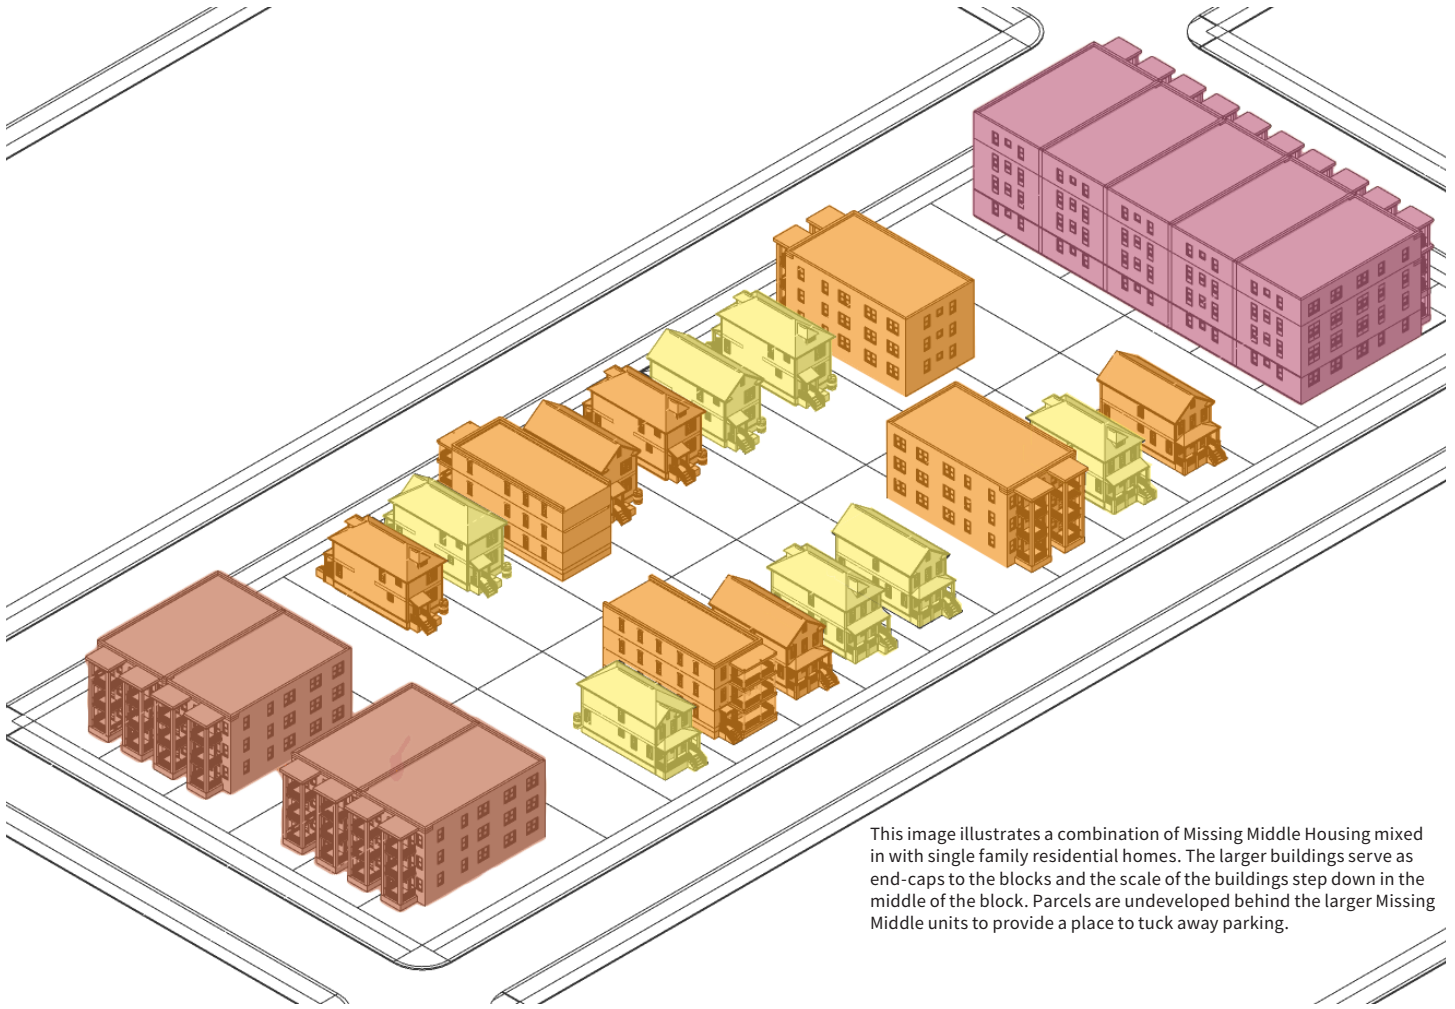 This image illustrates a combination of Missing Middle Housing mixed
in with single family residential homes. The larger buildings serve as
end-caps to the blocks and the scale of the buildings step down in the
middle of the block. Parcels are undeveloped behind the larger Missing
Middle units to provide a place to tuck away parking.